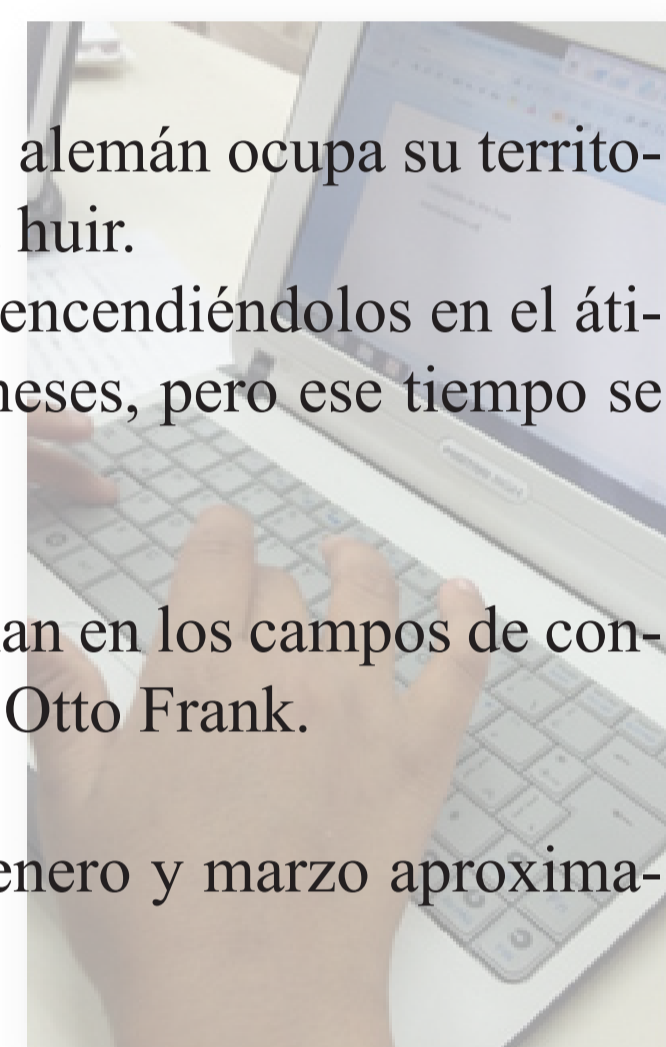 alemán ocupa su territo-
huir.
encendiéndolos en el áti-
neses, pero ese tiempo se
an en los campos de con-
Otto Frank.
enero y marzo aproxima-